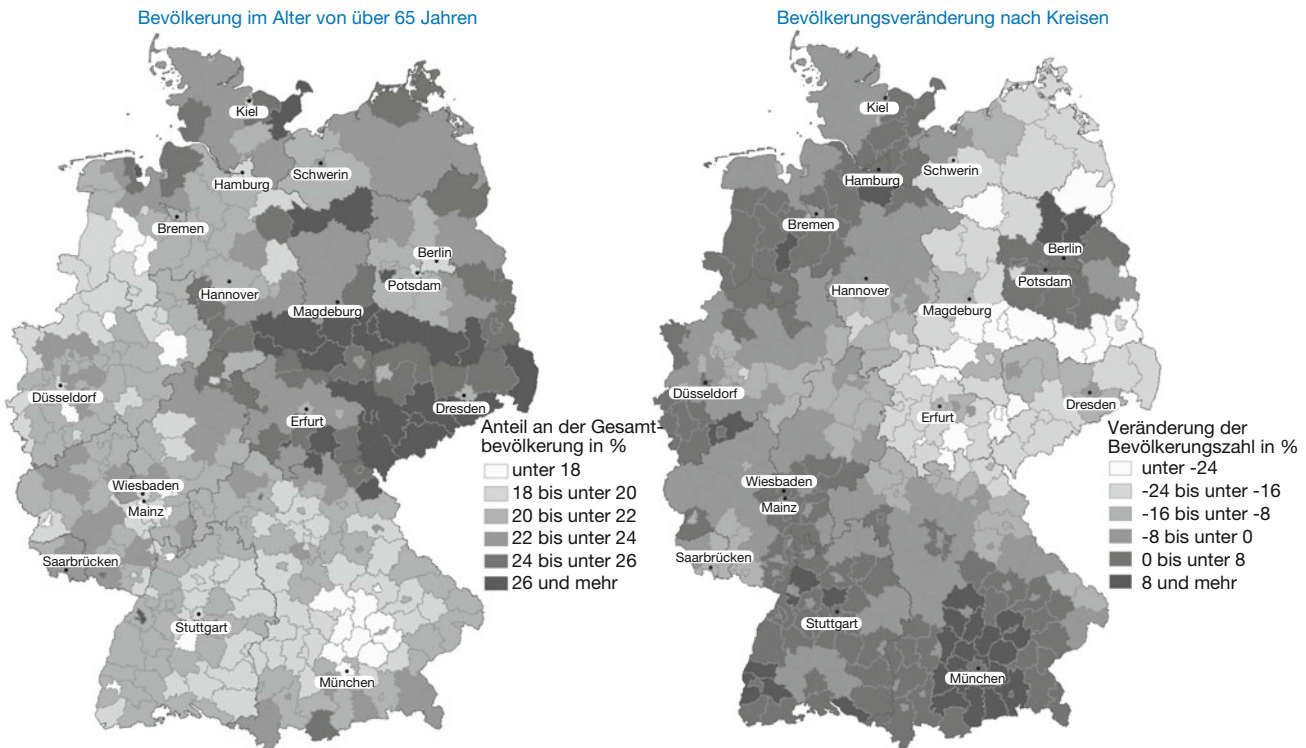 Bevölkerung im Alter von über 65 Jahren
Kiel
Schwerin
Hamburg
Bremen
Berlin
Potsdam
Hannover
Magdeburg
Düsseldorf
Dresden
Erfurt
Wiesbaden
Mainz
Saarbrücken
Stuttgart
München
Anteil an der Gesamt-
bevölkerung in %
unter 18
18 bis unter 20
20 bis unter 22
22 bis unter 24
24 bis unter 26
26 und mehr
Bevölkerungsveränderung nach Kreisen
Kiel
Schwerin
Hamburg
Bremen
Berlin
Potsdam
Hannover
Magdeburg
Düsseldorf
Dresden
Erfurt
Wiesbaden
Mainz
Saarbrücken
Stuttgart
München
Veränderung der
Bevölkerungszahl in %
unter -24
-24 bis unter -16
-16 bis unter -8
-8 bis unter 0
0 bis unter 8
8 und mehr